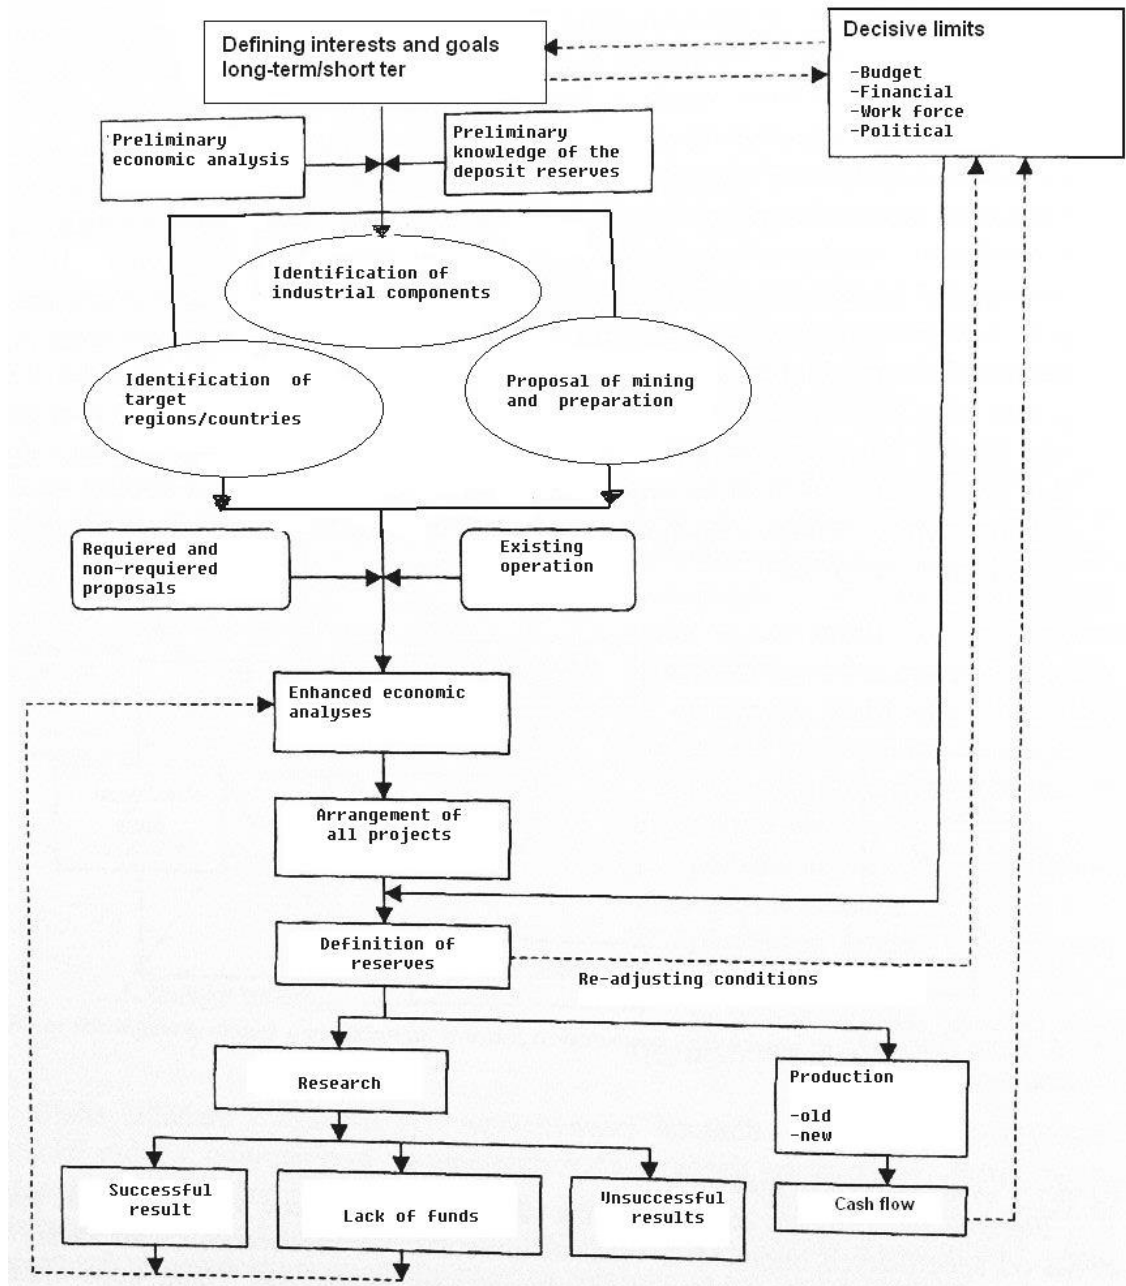 Defining interests and goals
long-term/short ter
Decisive limits
-Budget
-Financial
-Work force
-Political
Preliminary
economic analysis
Preliminary
knowledge of the
deposit reserves
Identification of
industrial components
Identification of
target
regions/countries
Proposal of mining
and preparation
Requiered and
non-requiered
proposals
Existing
operation
Enhanced economic
analyses
Arrangement of
all projects
Definition of
reserves
Re-adjusting conditions
Research
Production
-old
-new
Successful
result
Lack of funds
Unsuccessful
results
Cash flow